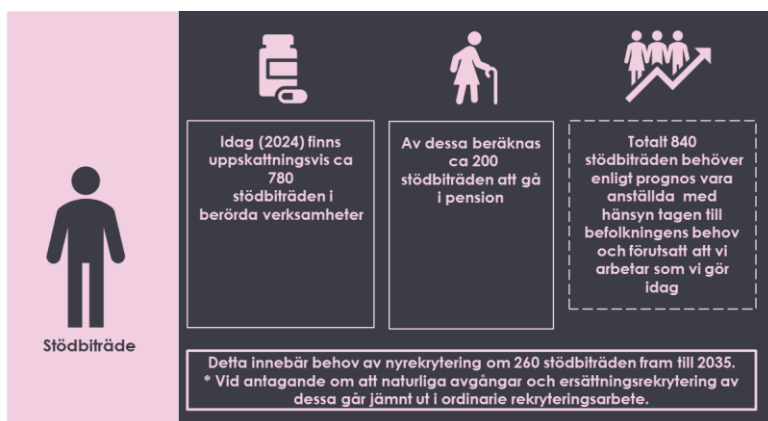 Stödbiträde
Idag (2024) finns
uppskattningsvis ca
780
stödbiträden i
berörda verksamheter
Av dessa beräknas
ca 200
stödbiträden att gå
i pension
Totalt 840
stödbiträden behöver
enligt prognos vara
anställda med
hänsyn tagen till
befolkningens behov
och förutsatt att vi
arbetar som vi gör
idag
Detta innebär behov av nyrekrytering om 260 stödbiträden fram till 2035.
* Vid antagande om att naturliga avgångar och ersättningsrekrytering av
dessa går jämnt ut i ordinarie rekryteringsarbete.